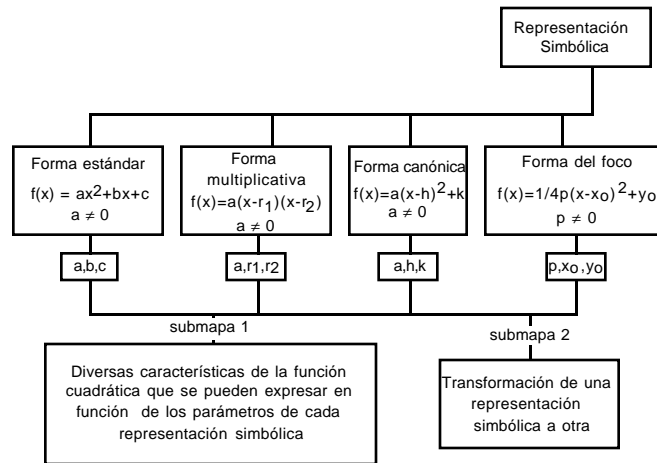 Representación
Simbólica
Forma estándar
f(x) = ax²+bx+c
a ≠ 0
Forma
multiplicativa
f(x)=a(x-r₁)(x-r₂)
a ≠ 0
Forma canónica
f(x)=a(x-h)²+k
a ≠ 0
Forma del foco
f(x)=1/4p(x-x₀)²+y₀
p ≠ 0
a,b,c
a,r₁,r₂
a,h,k
p,x₀,y₀
submapa 1
submapa 2
Diversas características de la función
cuadrática que se pueden expresar en
función de los parámetros de cada
representación simbólica
Transformación de una
representación
simbólica a otra